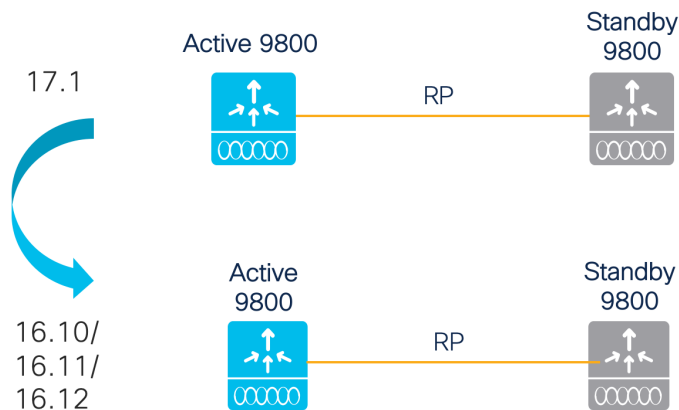 Active 9800
Standby
9800
17.1
RP
Active
9800
Standby
9800
RP
16.10/
16.11/
16.12